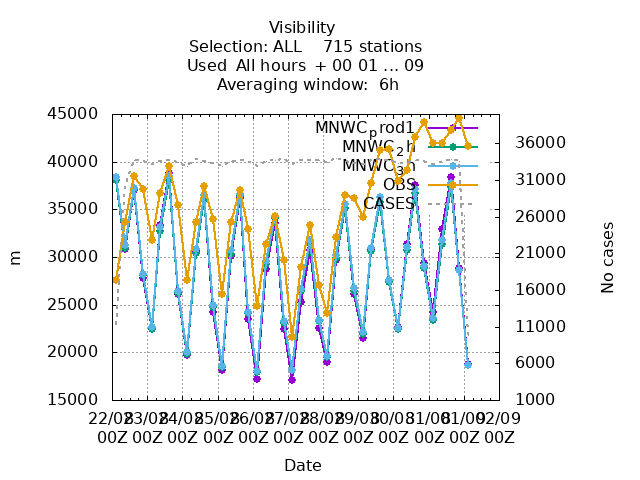 Visibility
Selection: ALL 715 stations
Used All hours + 00 01 ... 09
Averaging window: 6h
45000
40000
35000
30000
25000
20000
15000
m
36000
31000
26000
21000
16000
11000
6000
1000
No cases
MNWC_prod1
MNWC_2h
MNWC_3h
OBS
CASES
22/08 23/08 24/08 25/08 26/08 27/08 28/08 29/08 30/08 31/08 01/09 02/09
00Z 00Z 00Z 00Z 00Z 00Z 00Z 00Z 00Z 00Z 00Z 00Z
Date